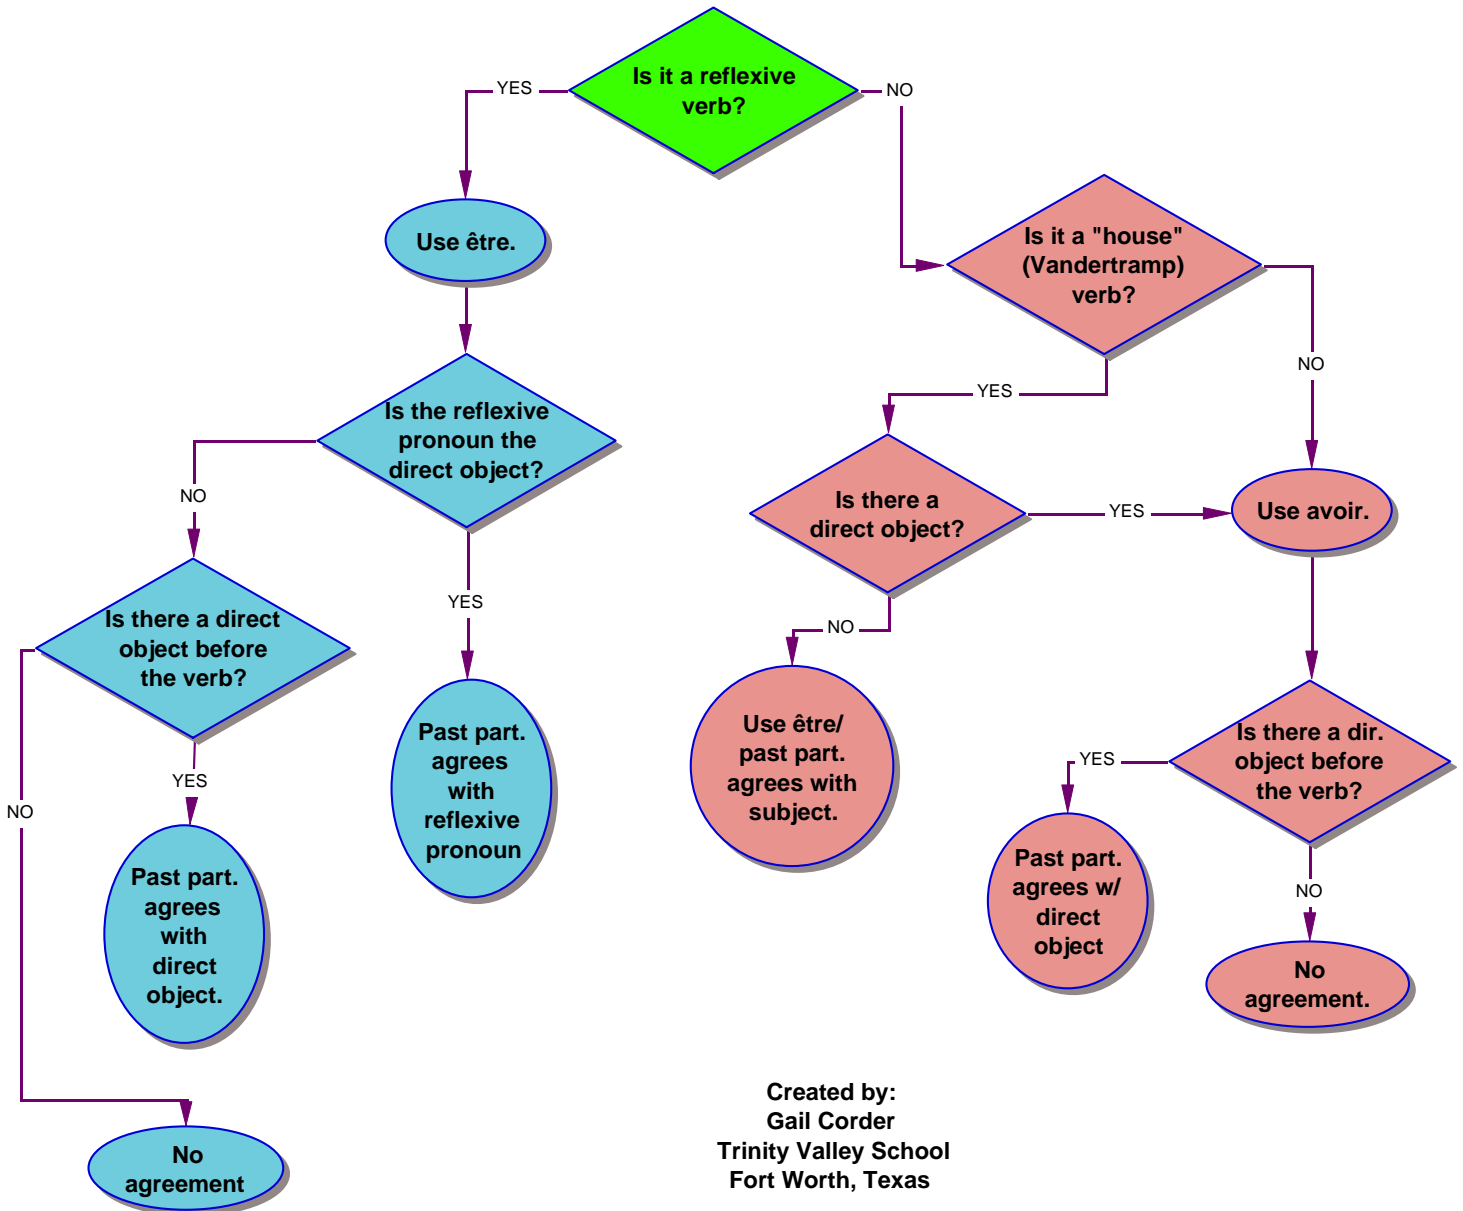 Is it a reflexive
verb?
YES
NO
Use être.
Is it a "house"
(Vandertramp)
verb?
Is the reflexive
pronoun the
direct object?
YES
NO
NO
Is there a
direct object?
YES
Use avoir.
YES
NO
Is there a direct
object before
the verb?
NO
YES
Past part.
agrees
with
direct
object.
Past part.
agrees
with
reflexive
pronoun
Use être/
past part.
agrees with
subject.
Is there a dir.
object before
the verb?
YES
NO
Past part.
agrees w/
direct
object
No
agreement.
No
agreement
Created by:
Gail Corder
Trinity Valley School
Fort Worth, Texas